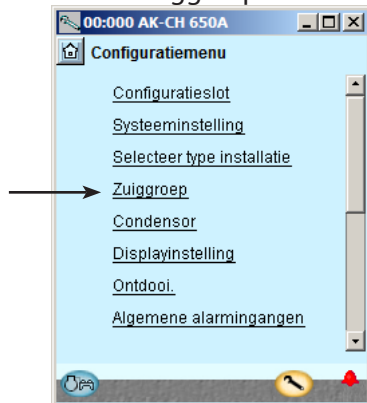 00:000 AK-CH 650A
Configuratiemenu
Configuratieslot
Systeeminstelling
Selecteer type installatie
Zuiggroep
Condensor
Displayinstelling
Ontdooi.
Algemene alarmingangen